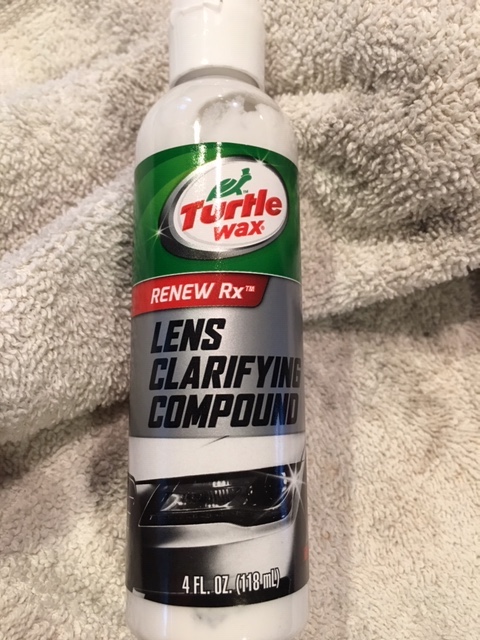 Turtle
wax®
RENEW Rx™
LENS
CLARIFYING
COMPOUND
4 FL. OZ. (118 mL)